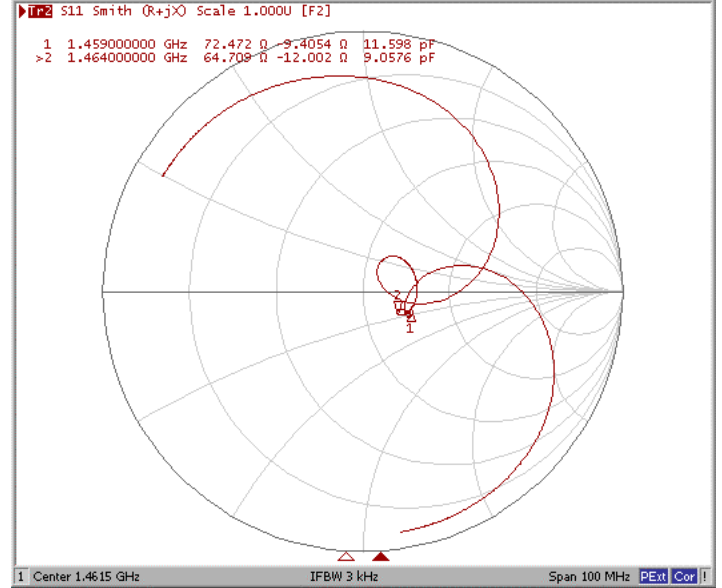 Tr2 S11 Smith (R+jX) Scale 1.000U [F2]
1 1.459000000 GHz 72.472 Ω -9.4054 Ω 11.598 pF
>2 1.464000000 GHz 64.709 Ω -12.002 Ω 9.0576 pF
2
1
1 Center 1.4615 GHz IFBW 3 kHz Span 100 MHz PExt Cor !